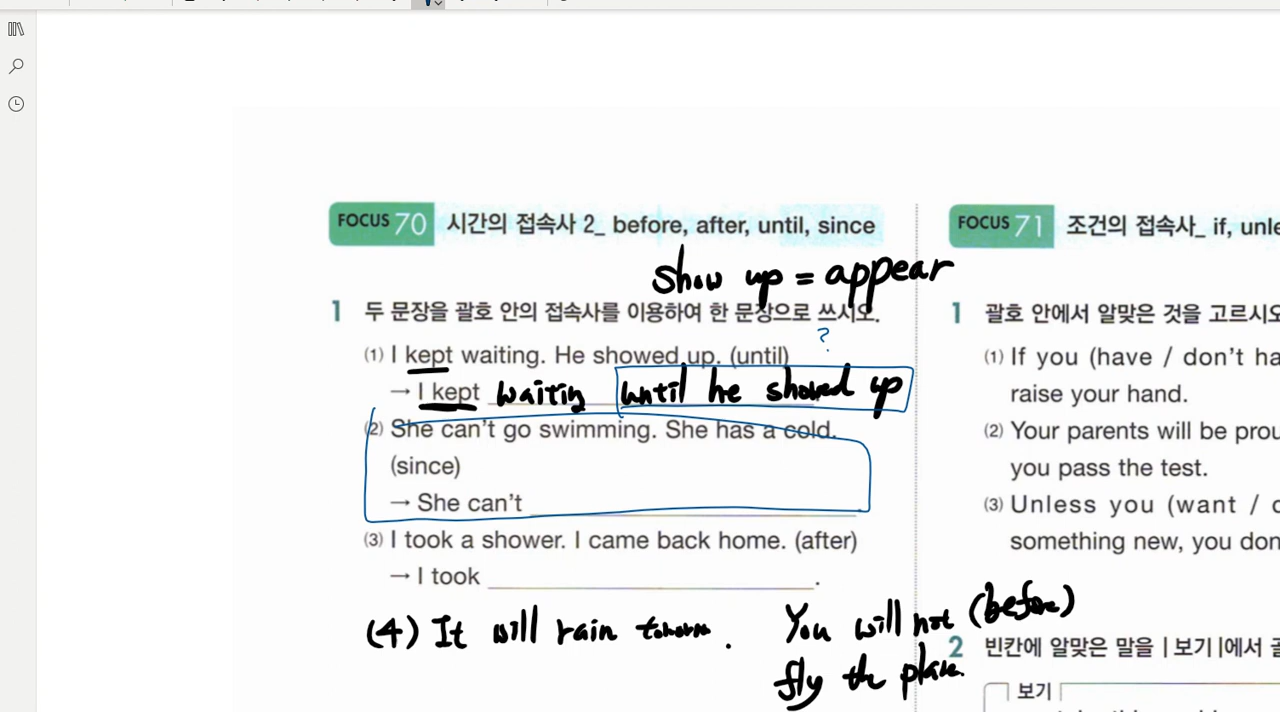 FOCUS 70 시간의 접속사 2_ before, after, until, since
show up = appear
1 두 문장을 괄호 안의 접속사를 이용하여 한 문장으로 쓰시오.
?
(1) I kept waiting. He showed up. (until)
→ I kept waiting until he showed up
(2) She can't go swimming. She has a cold.
(since)
→ She can't
(3) I took a shower. I came back home. (after)
→ I took .
(4) It will rain tomorrow. You will not (before)
fly the plane.
FOCUS 71 조건의 접속사_ if, unle
1 괄호 안에서 알맞은 것을 고르시오
(1) If you (have / don't ha
raise your hand.
(2) Your parents will be prou
you pass the test.
(3) Unless you (want / d
something new, you don
2 빈칸에 알맞은 말을 |보기|에서 골
보기